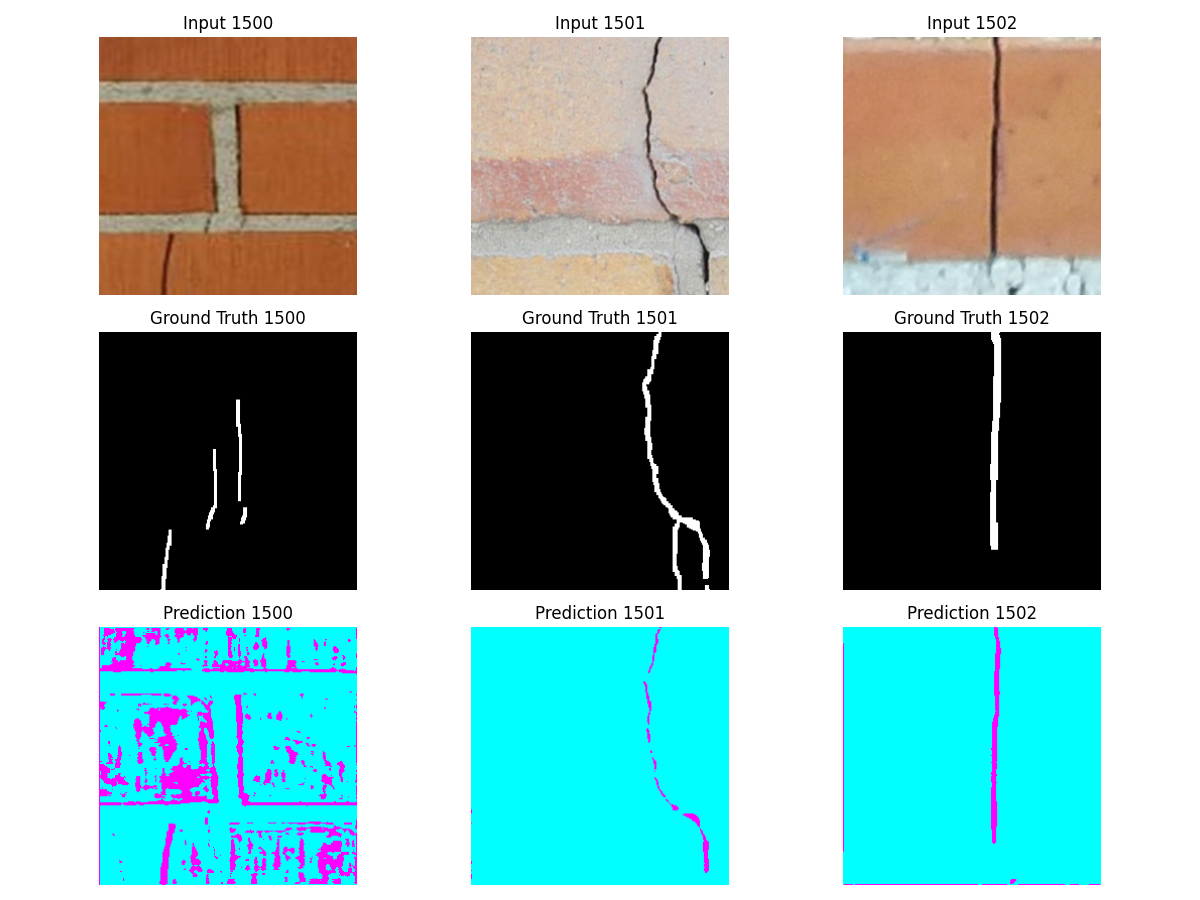 Input 1500
Input 1501
Input 1502
Ground Truth 1500
Ground Truth 1501
Ground Truth 1502
Prediction 1500
Prediction 1501
Prediction 1502